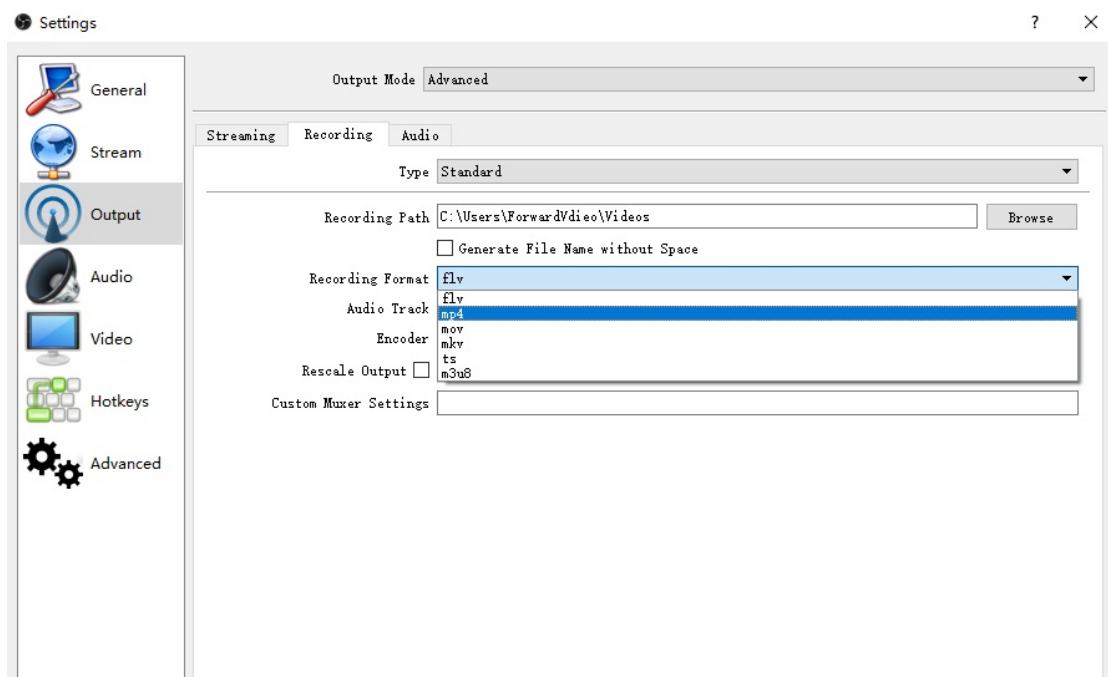 Settings
?
General
Stream
Output
Audio
Video
Hotkeys
Advanced
Output Mode Advanced
Streaming Recording Audio
Type Standard
Recording Path C:\Users\ForwardVdieo\Videos Browse
Generate File Name without Space
Recording Format flv
flv
Audio Track mp4
mov
Encoder mkv
ts
Rescale Output m3u8
Custom Muxer Settings